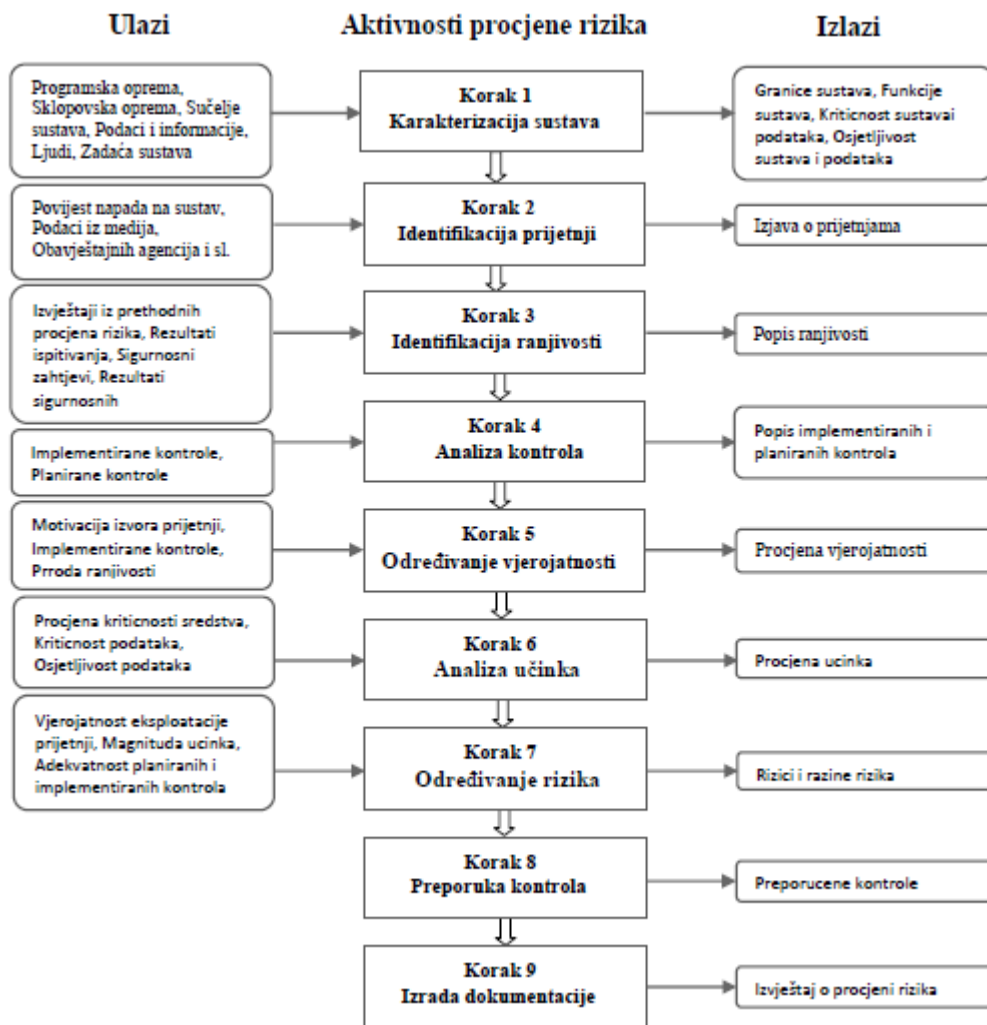 Ulazi
Aktivnosti procjene rizika
Izlazi
Programska oprema,
Sklopovska oprema, Sučelje
sustava, Podaci i informacije,
Ljudi, Zadaća sustava
Korak 1
Karakterizacija sustava
Granice sustava, Funkcije
sustava, Kriticnost sustavai
podataka, Osjetljivost
sustava i podataka
Povijest napada na sustav,
Podaci iz medija,
Obavještajnih agencija i sl.
Korak 2
Identifikacija prijetnji
Izjava o prijetnjama
Izvještaji iz prethodnih
procjena rizika, Rezultati
ispitivanja, Sigurnosni
zahtjevi, Rezultati
sigurnosnih
Korak 3
Identifikacija ranjivosti
Popis ranjivosti
Implementirane kontrole,
Planirane kontrole
Korak 4
Analiza kontrola
Popis implementiranih i
planiranih kontrola
Motivacija izvora prijetnji,
Implementirane kontrole,
Prroda ranjivosti
Korak 5
Određivanje vjerojatnosti
Procjena vjerojatnosti
Procjena kriticnosti sredstva,
Kriticnost podataka,
Osjetljivost podataka
Korak 6
Analiza učinka
Procjena ucinka
Vjerojatnost eksploatacije
prijetnji, Magnituda ucinka,
Adekvatnost planiranih i
implementiranih kontrola
Korak 7
Određivanje rizika
Rizici i razine rizika
Korak 8
Preporuka kontrola
Preporucene kontrole
Korak 9
Izrada dokumentacije
Izvještaj o procjeni rizika